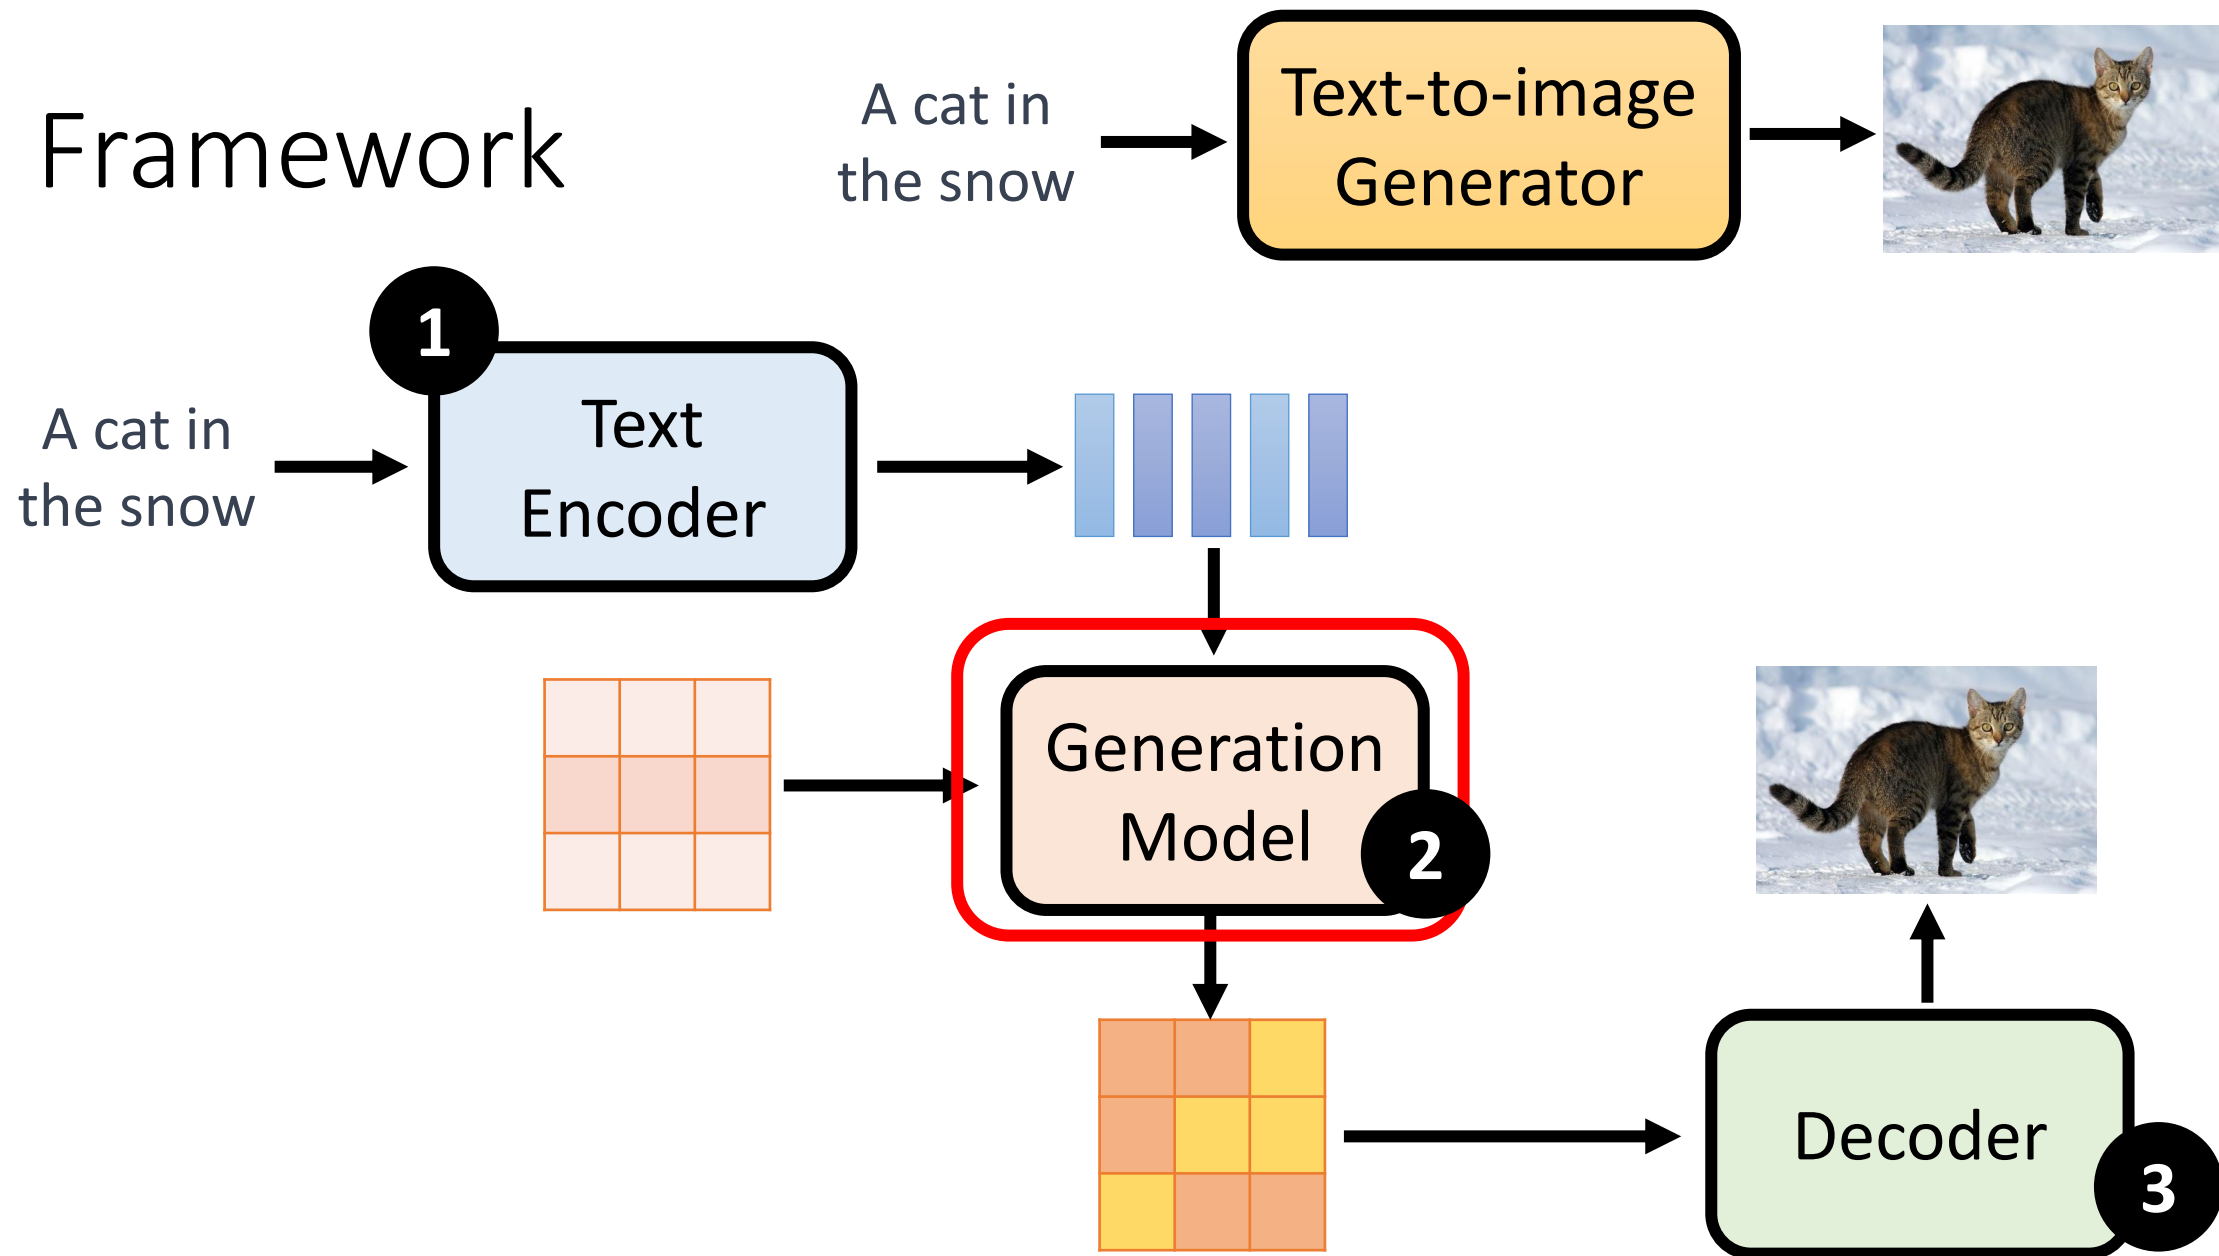 Framework
A cat in
the snow
Text-to-image
Generator
1
A cat in
the snow
Text
Encoder
Generation
Model
2
Decoder
3